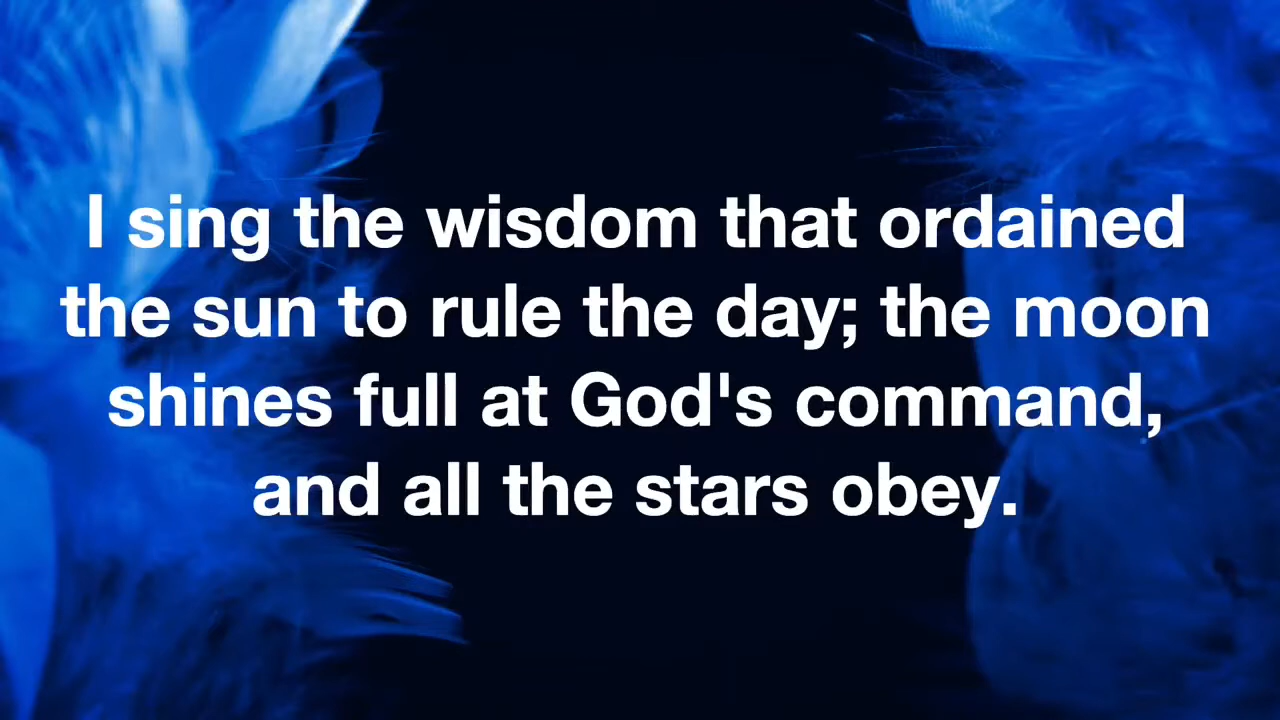 I sing the wisdom that ordained
the sun to rule the day; the moon
shines full at God's command,
and all the stars obey.